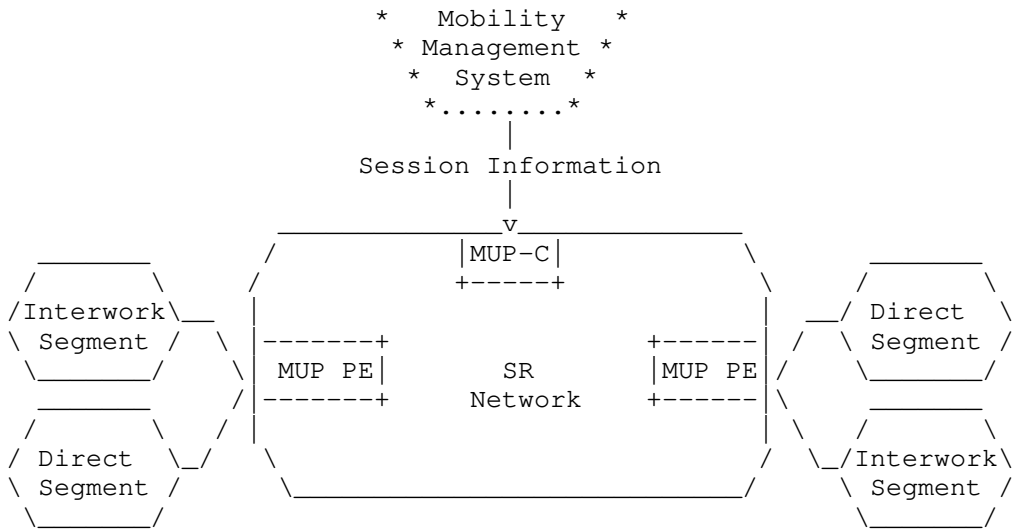 Mobility
Management
System
Session Information
MUP-C
Interwork
Segment
Direct
Segment
MUP PE
SR
Network
MUP PE
Direct
Segment
Interwork
Segment